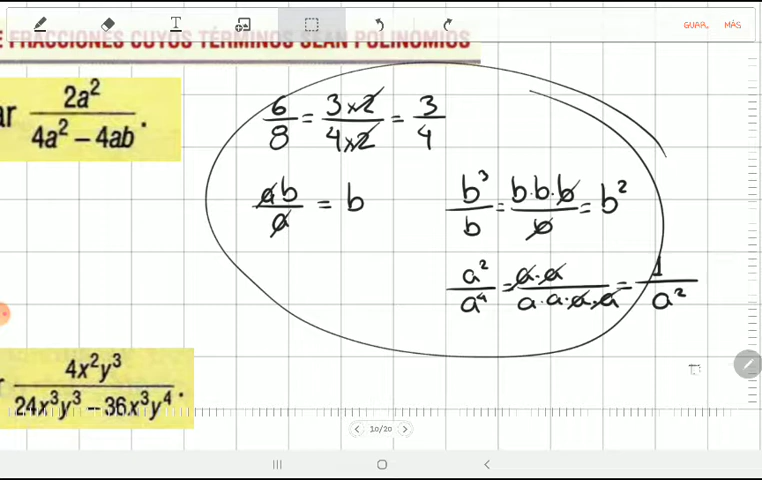 GUAR. MÁS
E FRACCIONES CUYOS TÉRMINOS SEAN POLINOMIOS
ar 2a²/(4a² − 4ab).
6/8 = (3×2)/(4×2) = 3/4
ab/a = b
b³/b = (b·b·b)/b = b²
a²/a⁴ = (a·a)/(a·a·a·a) = 1/a²
r 4x²y³/(24x³y³ − 36x³y⁴).
10/20